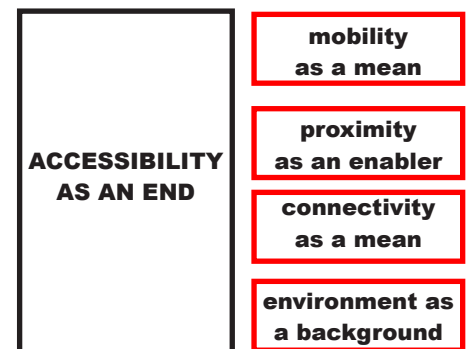 ACCESSIBILITY
AS AN END
mobility
as a mean
proximity
as an enabler
connectivity
as a mean
environment as
a background